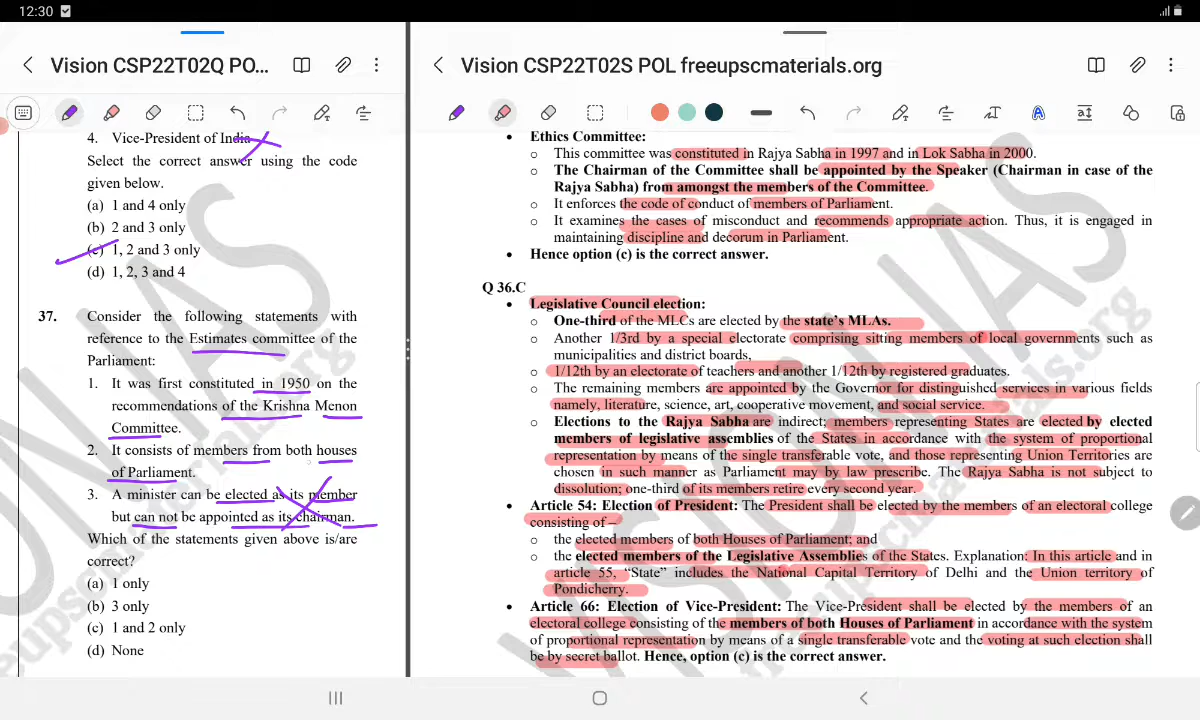 12:30
Vision CSP22T02Q PO...
4. Vice-President of India
Select the correct answer using the code
given below.
(a) 1 and 4 only
(b) 2 and 3 only
(c) 1, 2 and 3 only
(d) 1, 2, 3 and 4
37. Consider the following statements with
reference to the Estimates committee of the
Parliament:
1. It was first constituted in 1950 on the
recommendations of the Krishna Menon
Committee.
2. It consists of members from both houses
of Parliament.
3. A minister can be elected as its member
but can not be appointed as its chairman.
Which of the statements given above is/are
correct?
(a) 1 only
(b) 3 only
(c) 1 and 2 only
(d) None
Vision CSP22T02S POL freeupscmaterials.org
• Ethics Committee:
o This committee was constituted in Rajya Sabha in 1997 and in Lok Sabha in 2000.
o The Chairman of the Committee shall be appointed by the Speaker (Chairman in case of the
Rajya Sabha) from amongst the members of the Committee.
o It enforces the code of conduct of members of Parliament.
o It examines the cases of misconduct and recommends appropriate action. Thus, it is engaged in
maintaining discipline and decorum in Parliament.
• Hence option (c) is the correct answer.
Q 36.C
• Legislative Council election:
o One-third of the MLCs are elected by the state's MLAs.
o Another 1/3rd by a special electorate comprising sitting members of local governments such as
municipalities and district boards,
o 1/12th by an electorate of teachers and another 1/12th by registered graduates.
o The remaining members are appointed by the Governor for distinguished services in various fields
namely, literature, science, art, cooperative movement, and social service.
o Elections to the Rajya Sabha are indirect; members representing States are elected by elected
members of legislative assemblies of the States in accordance with the system of proportional
representation by means of the single transferable vote, and those representing Union Territories are
chosen in such manner as Parliament may by law prescribe. The Rajya Sabha is not subject to
dissolution; one-third of its members retire every second year.
• Article 54: Election of President: The President shall be elected by the members of an electoral college
consisting of –
o the elected members of both Houses of Parliament; and
o the elected members of the Legislative Assemblies of the States. Explanation: In this article and in
article 55, "State" includes the National Capital Territory of Delhi and the Union territory of
Pondicherry.
• Article 66: Election of Vice-President: The Vice-President shall be elected by the members of an
electoral college consisting of the members of both Houses of Parliament in accordance with the system
of proportional representation by means of a single transferable vote and the voting at such election shall
be by secret ballot. Hence, option (c) is the correct answer.